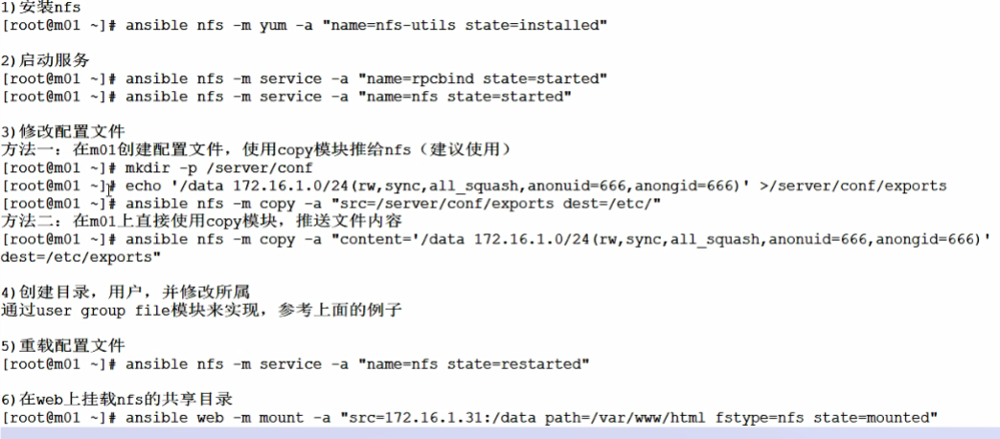 1)安装nfs
[root@m01 ~]# ansible nfs -m yum -a "name=nfs-utils state=installed"
2)启动服务
[root@m01 ~]# ansible nfs -m service -a "name=rpcbind state=started"
[root@m01 ~]# ansible nfs -m service -a "name=nfs state=started"
3)修改配置文件
方法一：在m01创建配置文件，使用copy模块推给nfs（建议使用）
[root@m01 ~]# mkdir -p /server/conf
[root@m01 ~]# echo '/data 172.16.1.0/24(rw,sync,all_squash,anonuid=666,anongid=666)' >/server/conf/exports
[root@m01 ~]# ansible nfs -m copy -a "src=/server/conf/exports dest=/etc/"
方法二：在m01上直接使用copy模块，推送文件内容
[root@m01 ~]# ansible nfs -m copy -a "content='/data 172.16.1.0/24(rw,sync,all_squash,anonuid=666,anongid=666)'
dest=/etc/exports"
4)创建目录，用户，并修改所属
通过user group file模块来实现，参考上面的例子
5)重载配置文件
[root@m01 ~]# ansible nfs -m service -a "name=nfs state=restarted"
6)在web上挂载nfs的共享目录
[root@m01 ~]# ansible web -m mount -a "src=172.16.1.31:/data path=/var/www/html fstype=nfs state=mounted"